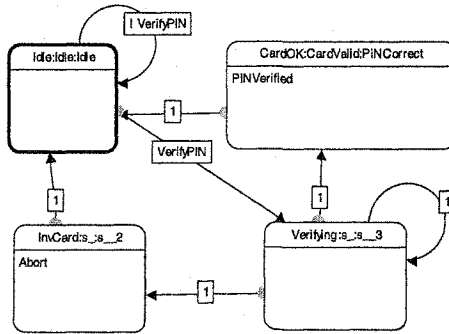 ! VerifyPIN
Idle:Idle:Idle
CardOK:CardValid:PINCorrect
PINVerified
1
VerifyPIN
1
1
1
InvCard:s_:s__2
Abort
Verifying:s_:s__3
1